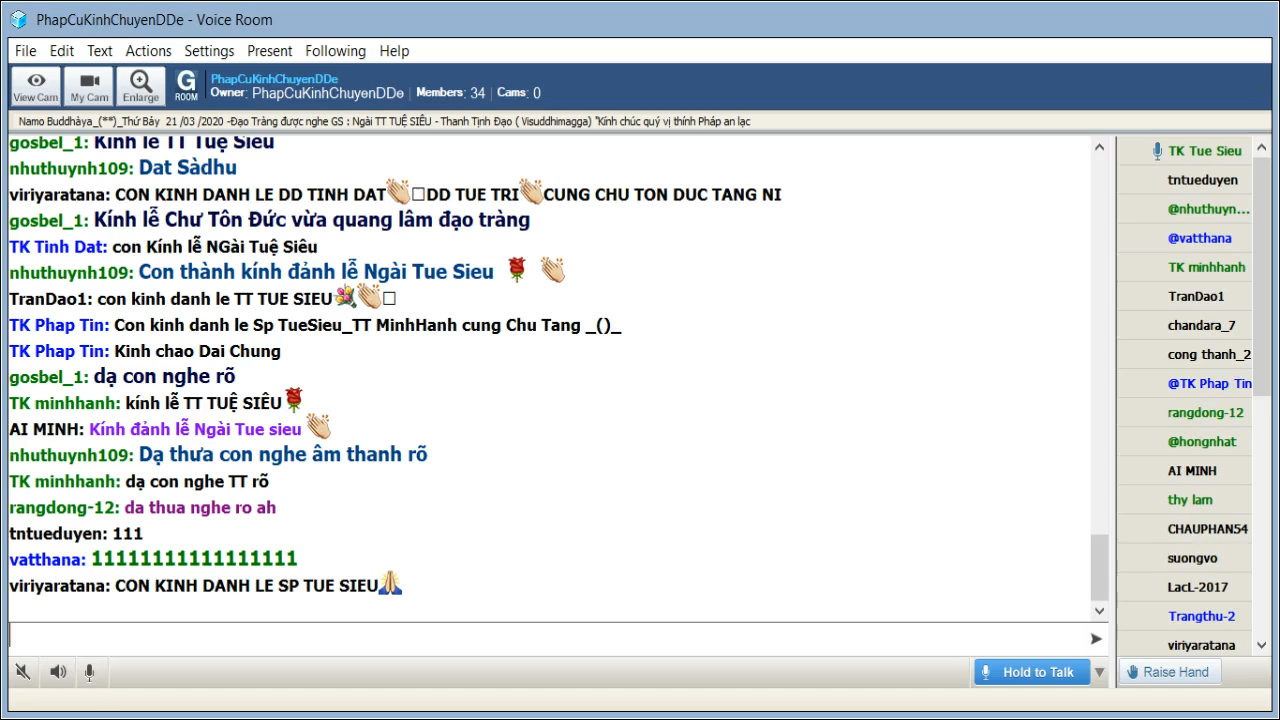 PhapCuKinhChuyenDDe - Voice Room
File Edit Text Actions Settings Present Following Help
View Cam My Cam Enlarge G ROOM
PhapCuKinhChuyenDDe
Owner: PhapCuKinhChuyenDDe Members: 34 Cams: 0
Namo Buddhàya_(**)_Thứ Bảy 21 /03 /2020 -Đạo Tràng được nghe GS : Ngài TT TUỆ SIÊU - Thanh Tịnh Đạo ( Visuddhimagga) "Kính chúc quý vị thính Pháp an lạc
gosbel_1: Kính lễ TT Tuệ Siêu
nhuthuynh109: Dat Sàdhu
viriyaratana: CON KINH DANH LE DD TINH DAT👏□DD TUE TRI👏CUNG CHU TON DUC TANG NI
gosbel_1: Kính lễ Chư Tôn Đức vừa quang lâm đạo tràng
TK Tinh Dat: con Kính lễ NGài Tuệ Siêu
nhuthuynh109: Con thành kính đảnh lễ Ngài Tue Sieu 🌹 👏
TranDao1: con kinh danh le TT TUE SIEU💐👏□
TK Phap Tin: Con kinh danh le Sp TueSieu_TT MinhHanh cung Chu Tang _()_
TK Phap Tin: Kinh chao Dai Chung
gosbel_1: dạ con nghe rõ
TK minhhanh: kính lễ TT TUỆ SIÊU🌹
AI MINH: Kính đảnh lễ Ngài Tue sieu 👏
nhuthuynh109: Dạ thưa con nghe âm thanh rõ
TK minhhanh: dạ con nghe TT rõ
rangdong-12: da thua nghe ro ah
tntueduyen: 111
vatthana: 11111111111111111
viriyaratana: CON KINH DANH LE SP TUE SIEU🙏
Hold to Talk
TK Tue Sieu
tntueduyen
@nhuthuyn...
@vatthana
TK minhhanh
TranDao1
chandara_7
cong thanh_2
@TK Phap Tin
rangdong-12
@hongnhat
AI MINH
thy lam
CHAUPHAN54
suongvo
LacL-2017
Trangthu-2
viriyaratana
Raise Hand